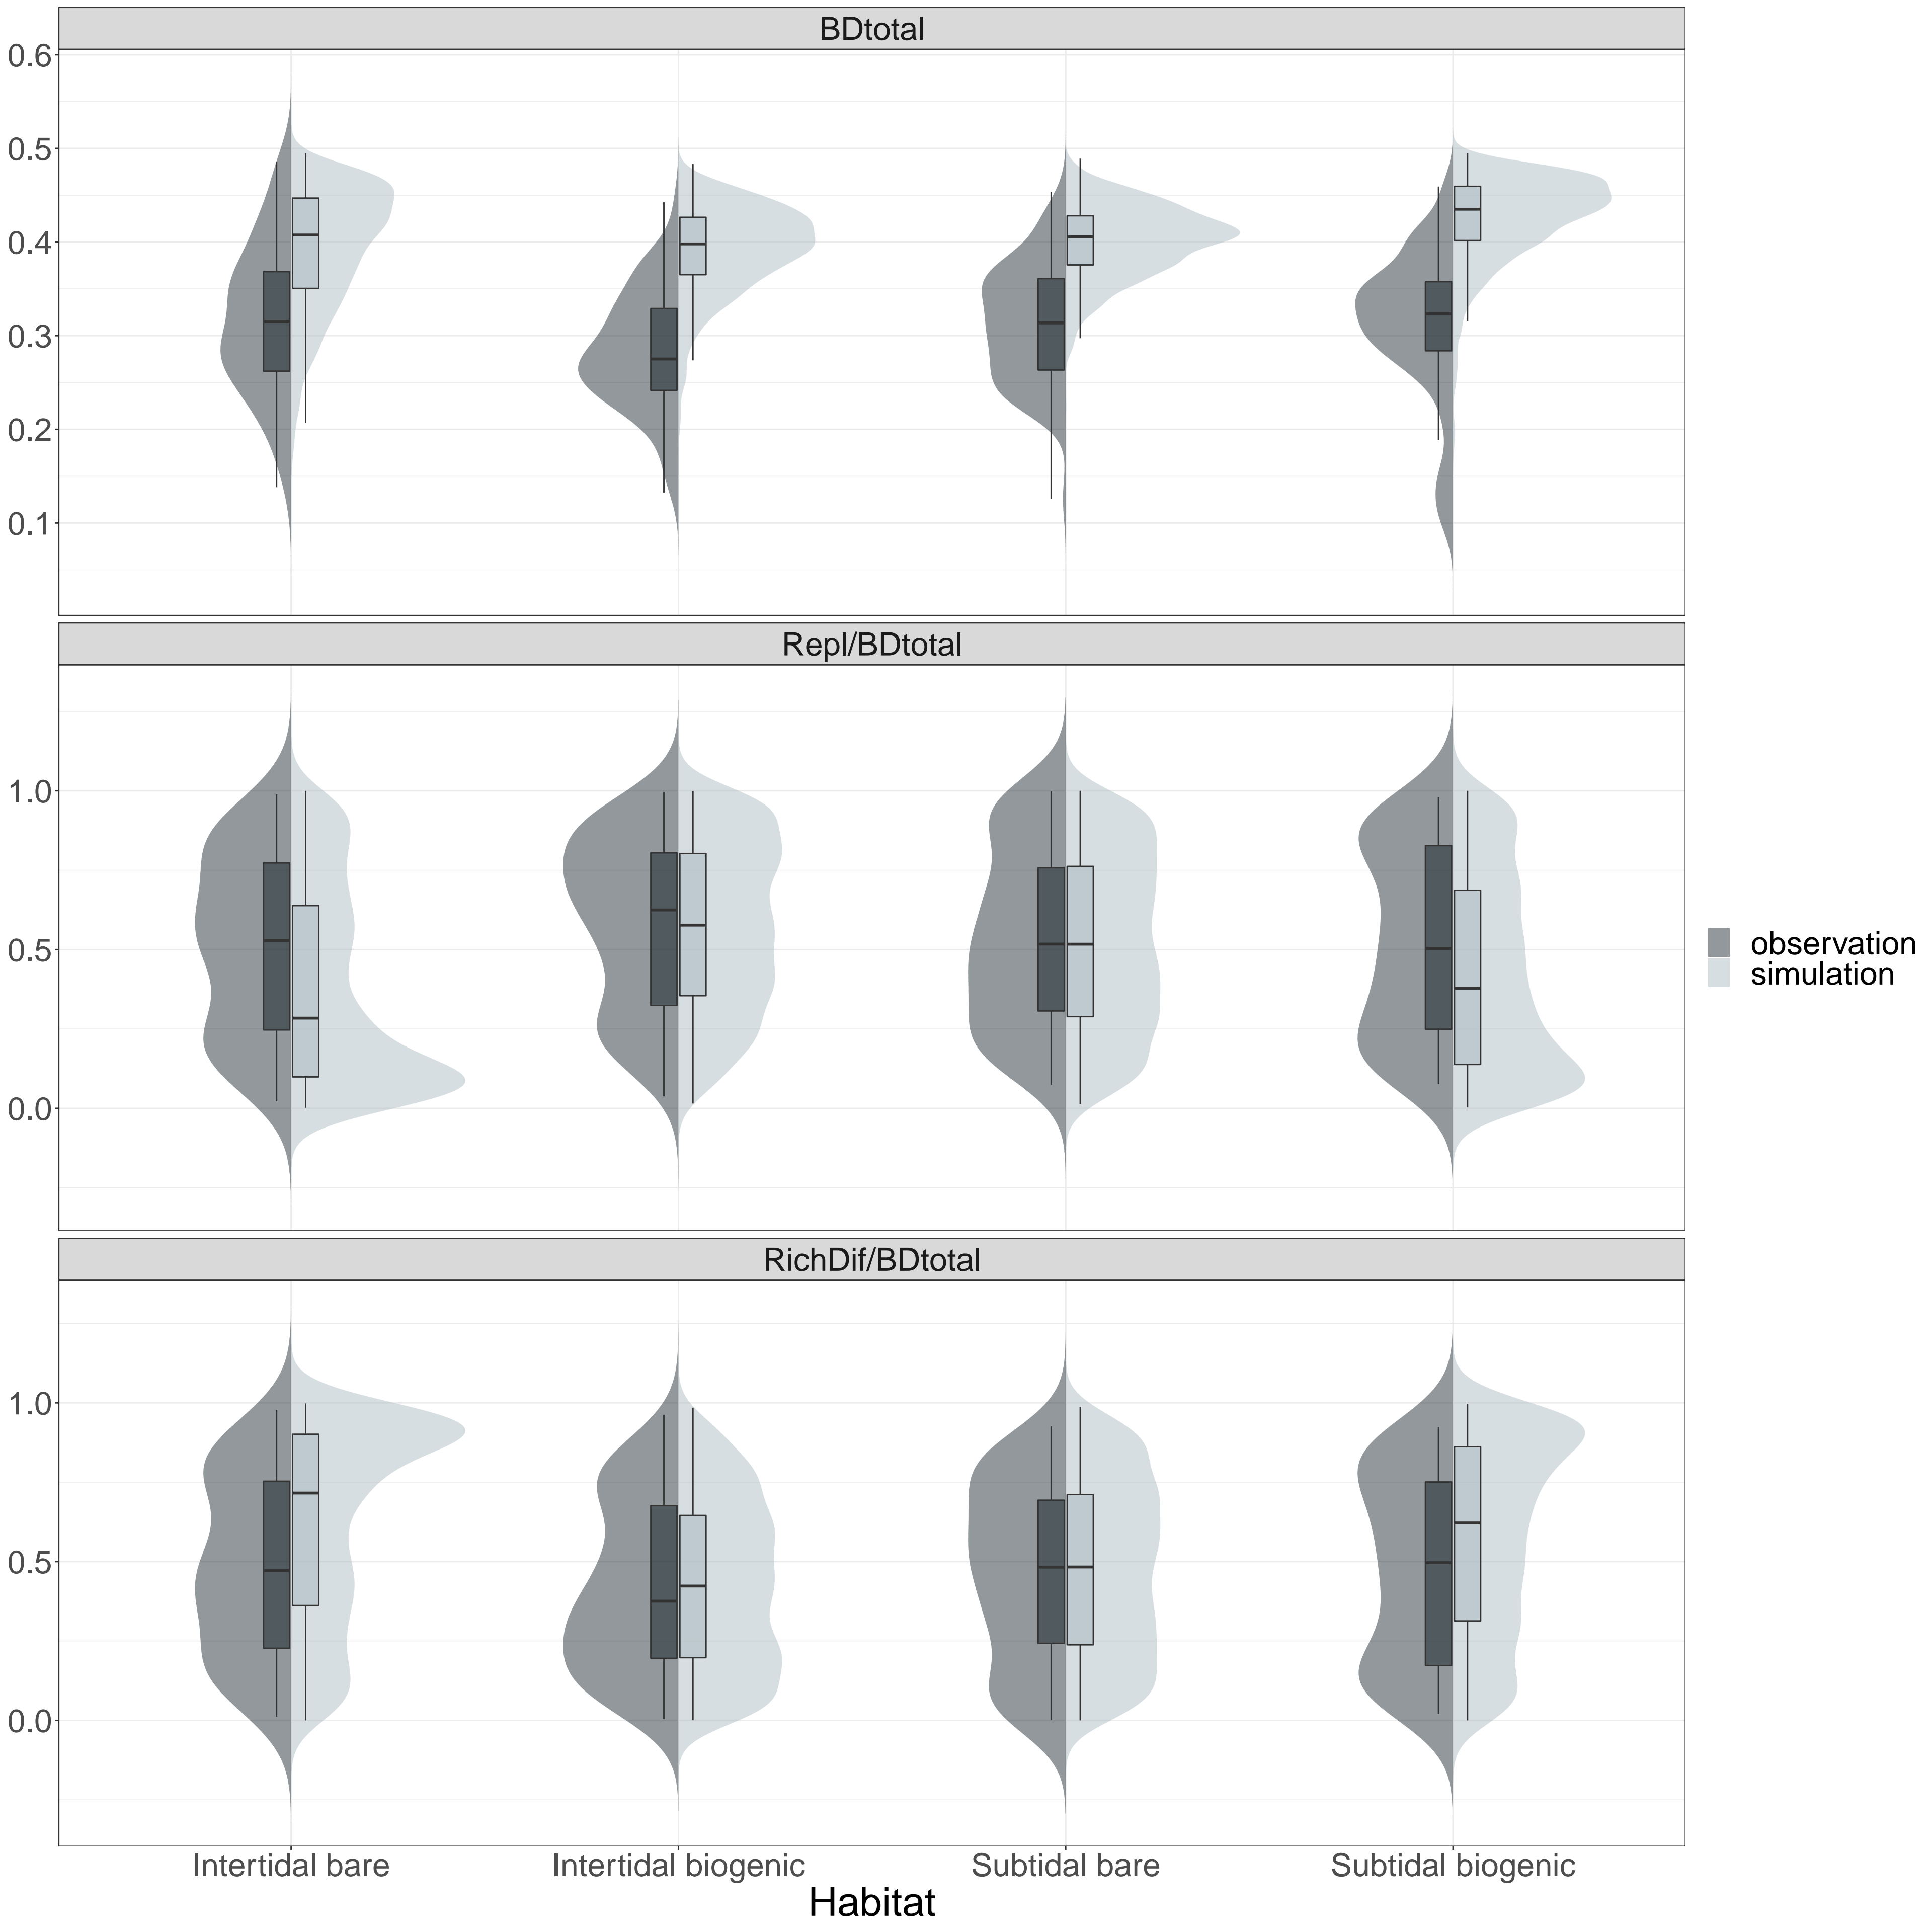 BDtotal
0.6
0.5
0.4
0.3
0.2
0.1
Repl/BDtotal
1.0
0.5
0.0
observation
simulation
RichDif/BDtotal
1.0
0.5
0.0
Intertidal bare Intertidal biogenic Subtidal bare Subtidal biogenic
Habitat